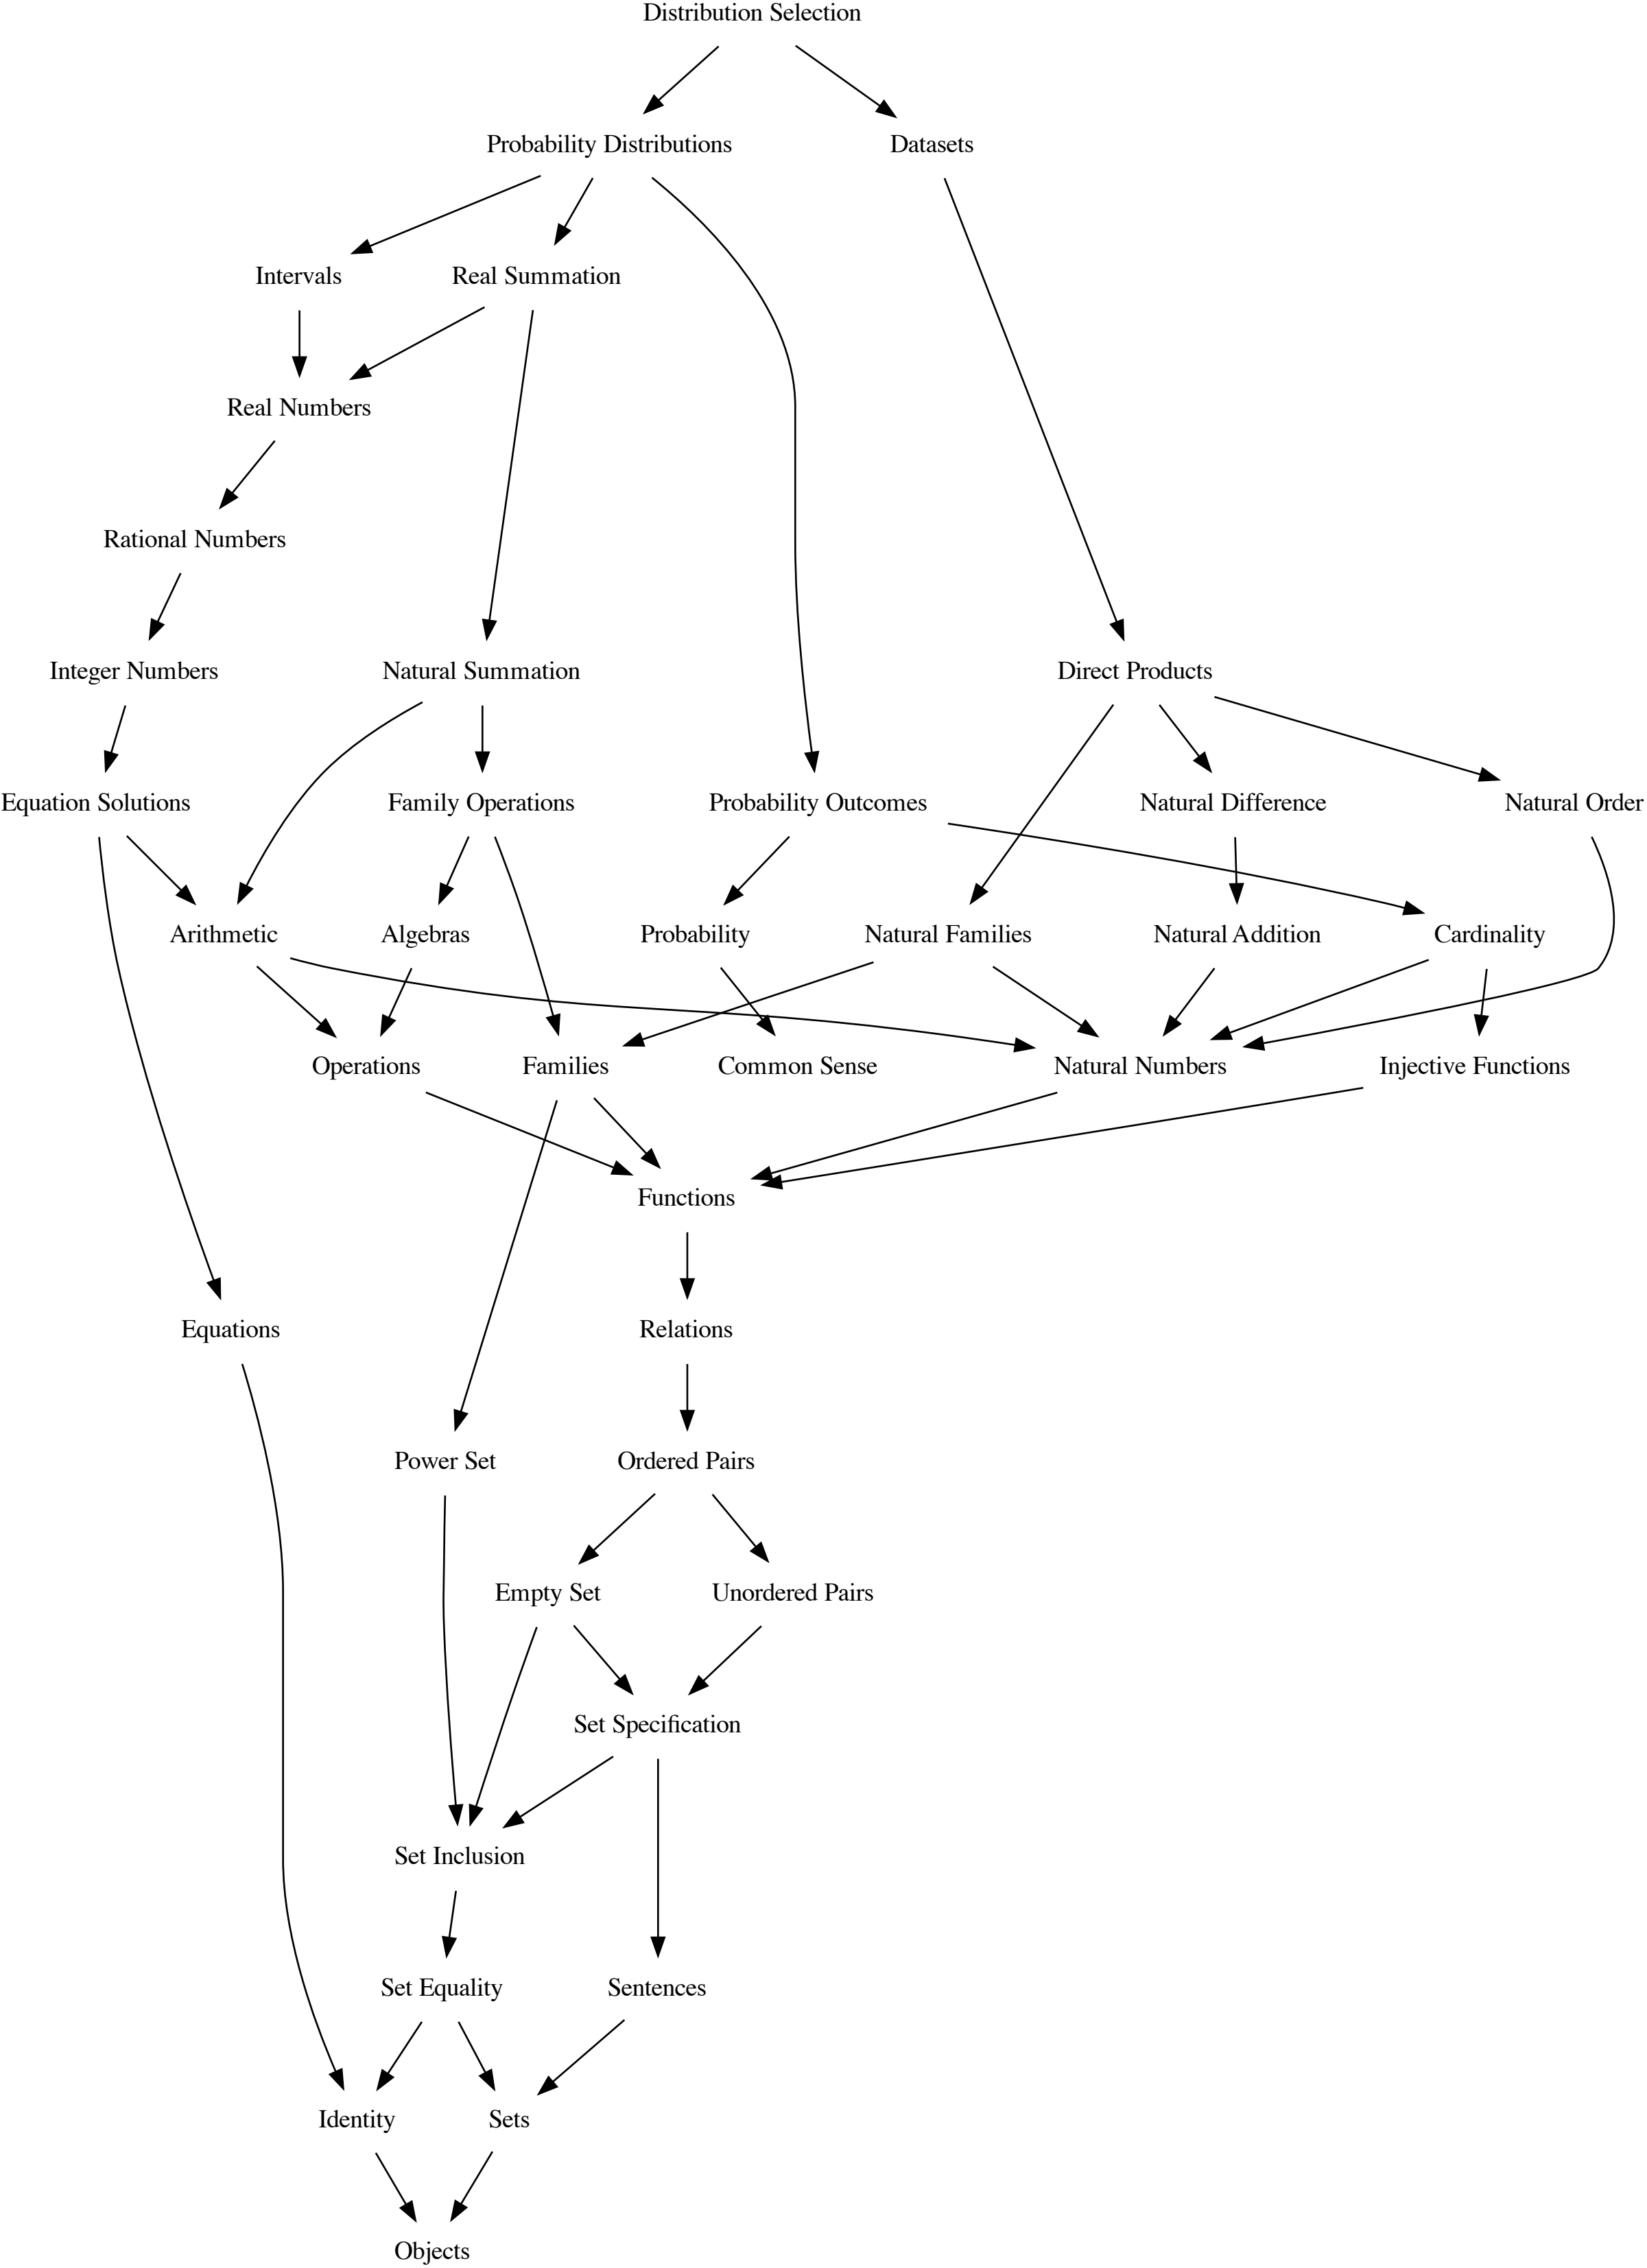 Distribution Selection
Probability Distributions
Datasets
Intervals
Real Summation
Real Numbers
Rational Numbers
Integer Numbers
Natural Summation
Direct Products
Equation Solutions
Family Operations
Probability Outcomes
Natural Difference
Natural Order
Arithmetic
Algebras
Probability
Natural Families
Natural Addition
Cardinality
Operations
Families
Common Sense
Natural Numbers
Injective Functions
Functions
Equations
Relations
Power Set
Ordered Pairs
Empty Set
Unordered Pairs
Set Specification
Set Inclusion
Set Equality
Sentences
Identity
Sets
Objects